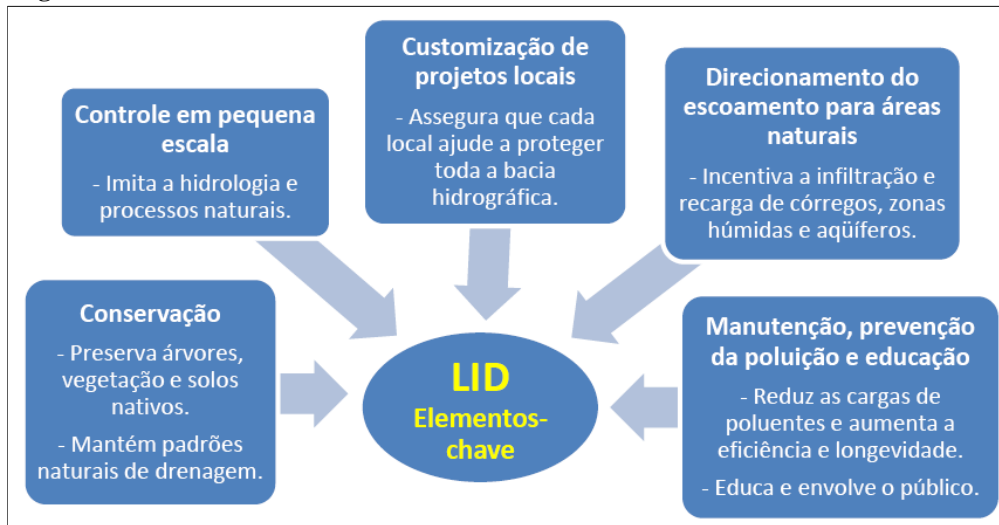 Controle em pequena
escala
- Imita a hidrologia e
processos naturais.
Customização de
projetos locais
- Assegura que cada
local ajude a proteger
toda a bacia
hidrográfica.
Direcionamento do
escoamento para áreas
naturais
- Incentiva a infiltração e
recarga de córregos, zonas
húmidas e aqüíferos.
Conservação
- Preserva árvores,
vegetação e solos
nativos.
- Mantém padrões
naturais de drenagem.
LID
Elementos-
chave
Manutenção, prevenção
da poluição e educação
- Reduz as cargas de
poluentes e aumenta a
eficiência e longevidade.
- Educa e envolve o público.